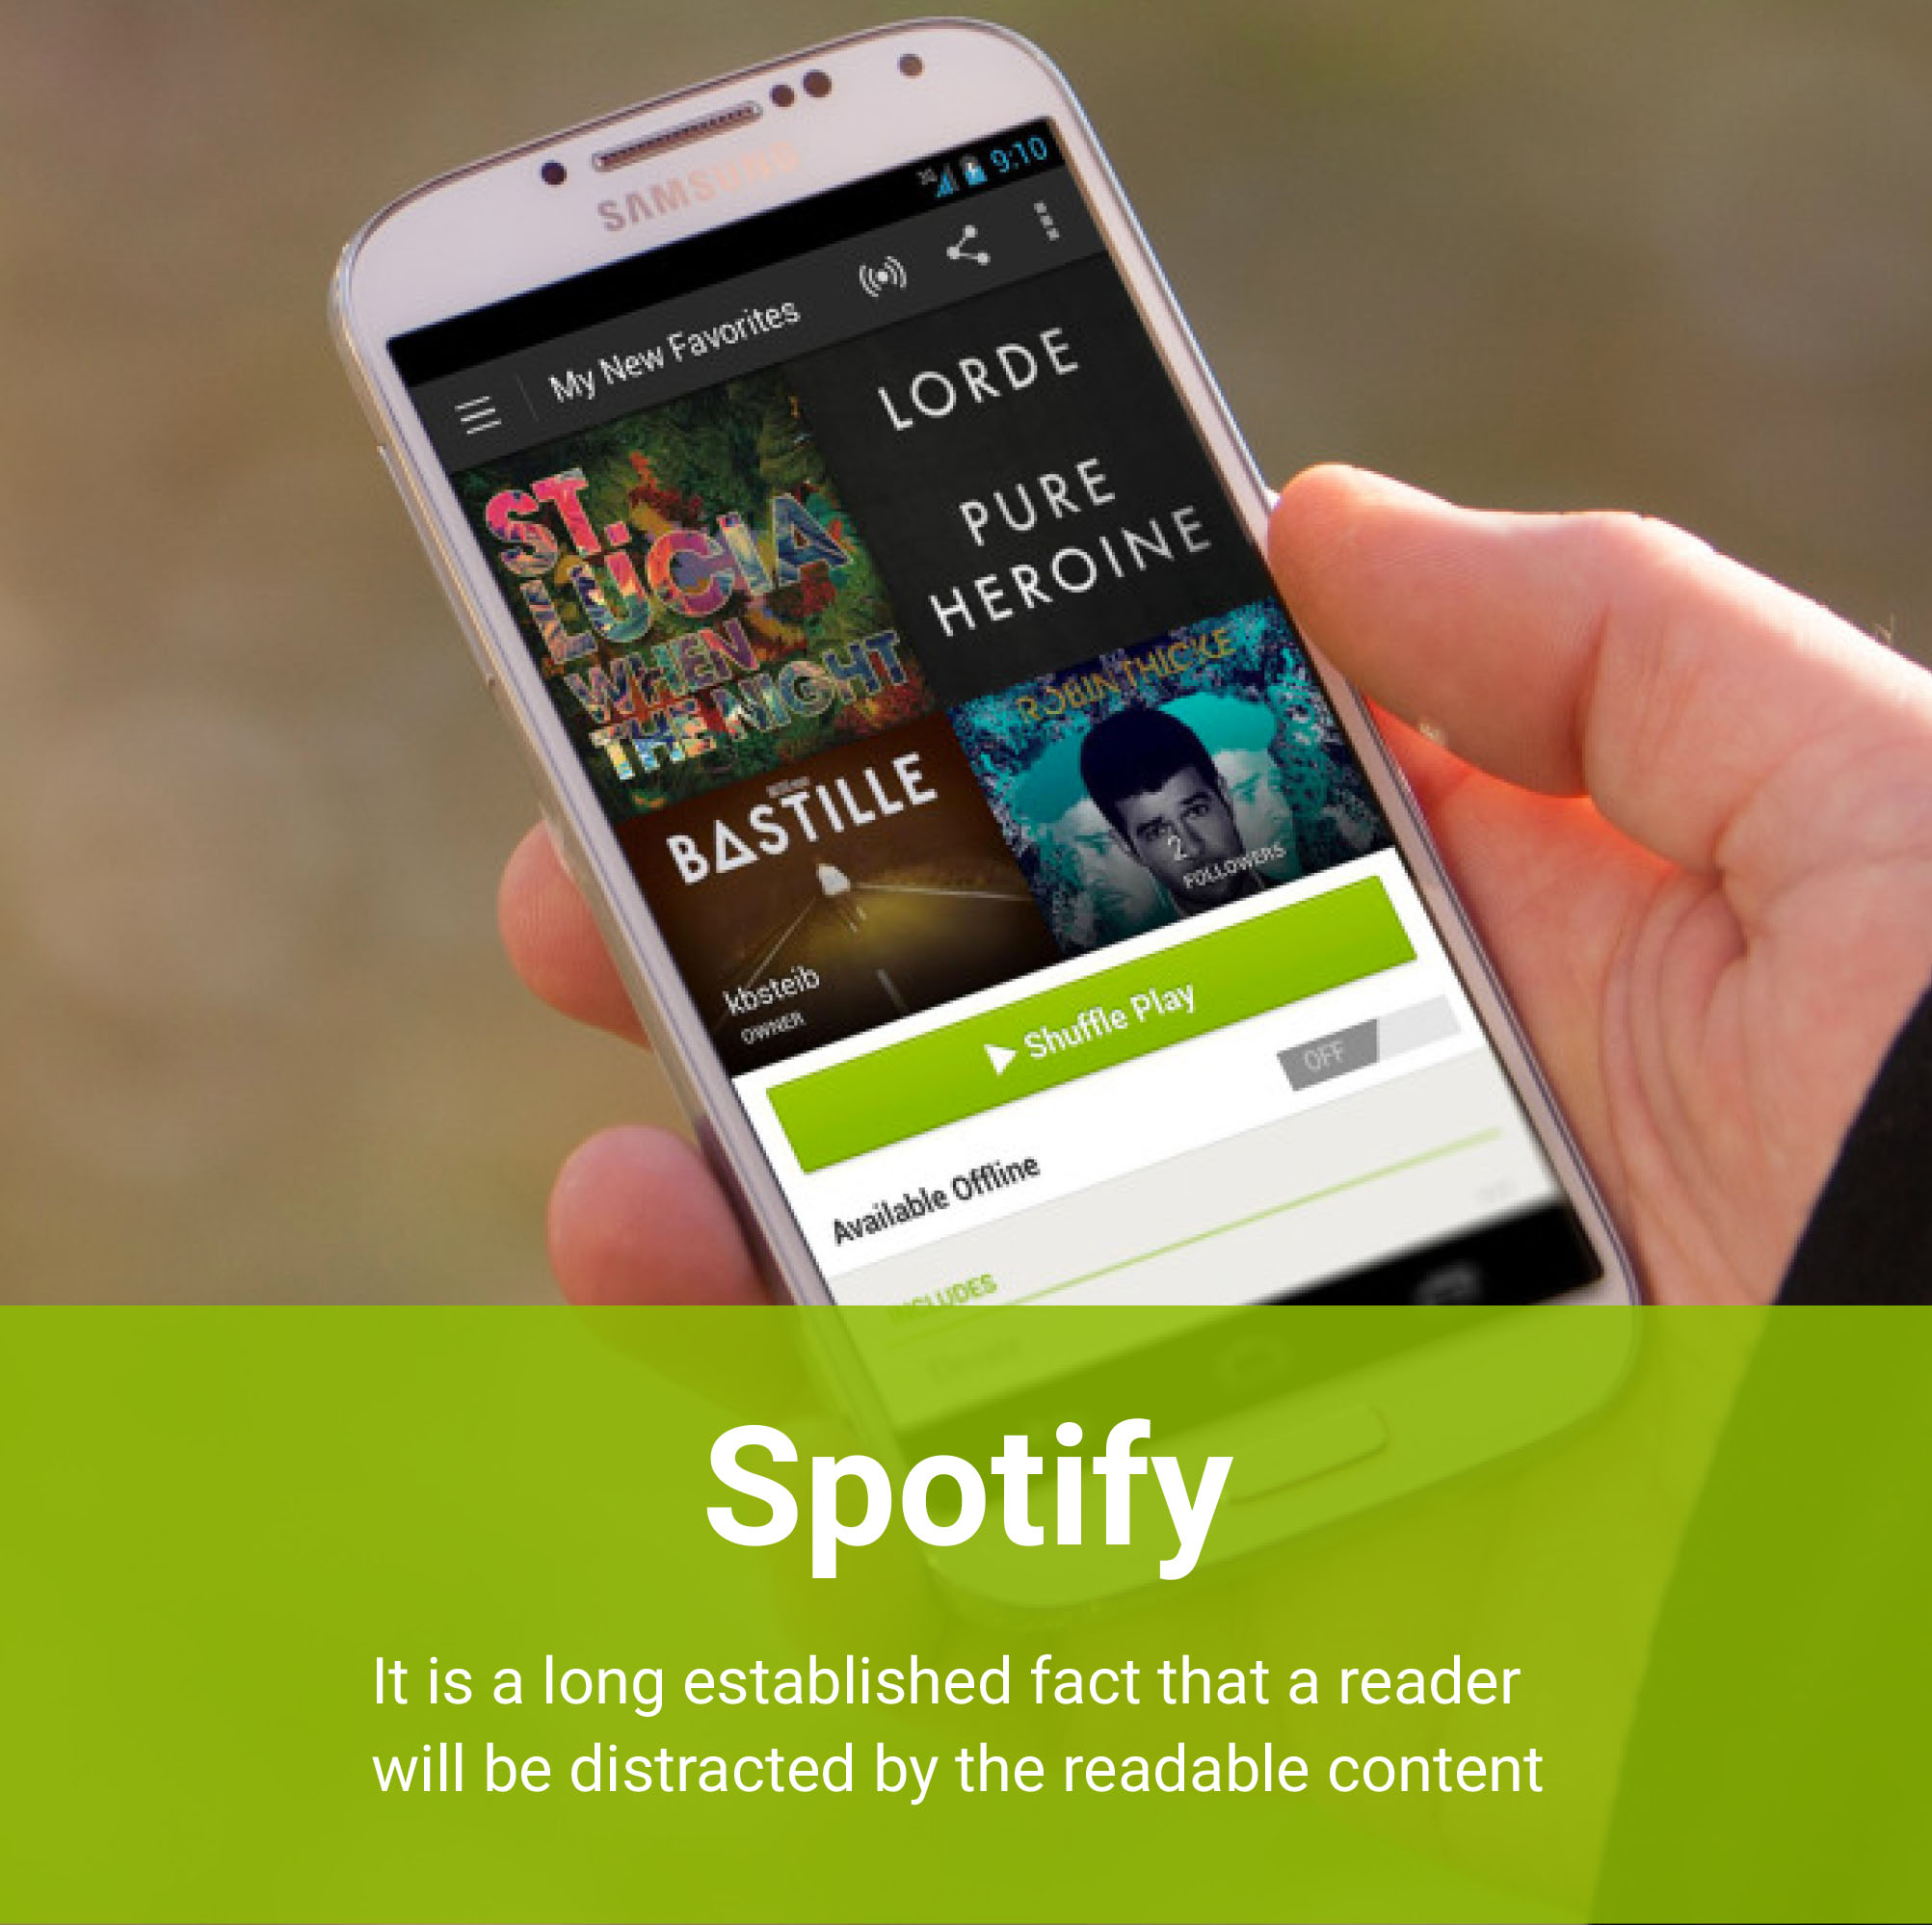 SAMSUNG
9:10
My New Favorites
ST.
LUCIA
WHEN
THE NIGHT
LORDE
PURE
HEROINE
BASTILLE
ROBIN THICKE
2
FOLLOWERS
kbsteib
OWNER
Shuffle Play
Available Offline
OFF
INCLUDES
Spotify
It is a long established fact that a reader
will be distracted by the readable content